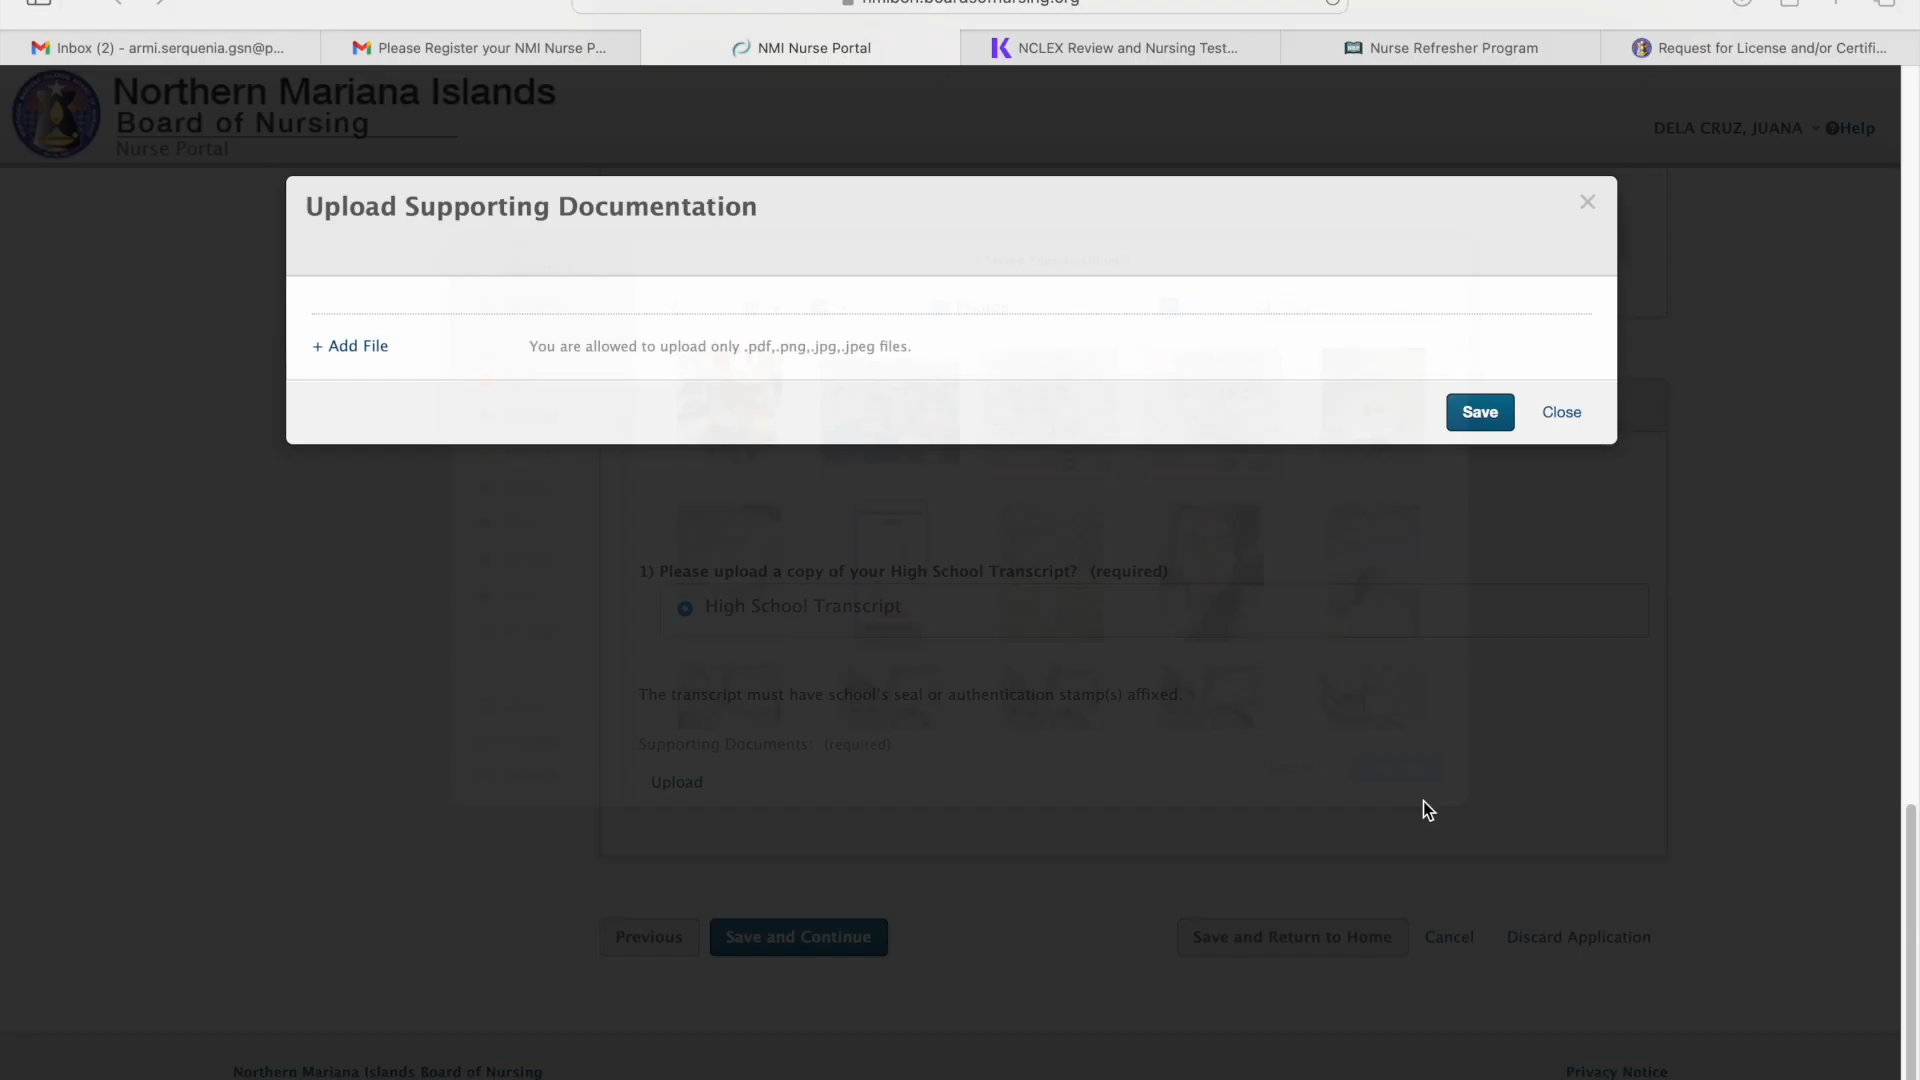 nmibon.boardsofnursing.org
Inbox (2) - armi.serquenia.gsn@p...
Please Register your NMI Nurse P...
NMI Nurse Portal
NCLEX Review and Nursing Test...
Nurse Refresher Program
Request for License and/or Certifi...
Northern Mariana Islands
Board of Nursing
Nurse Portal
DELA CRUZ, JUANA
Help
Upload Supporting Documentation
+ Add File
You are allowed to upload only .pdf,.png,.jpg,.jpeg files.
Save
Close
1) Please upload a copy of your High School Transcript? (required)
High School Transcript
The transcript must have school's seal or authentication stamp(s) affixed.
Supporting Documents: (required)
Upload
Previous
Save and Continue
Save and Return to Home
Cancel
Discard Application
Northern Mariana Islands Board of Nursing
Privacy Notice